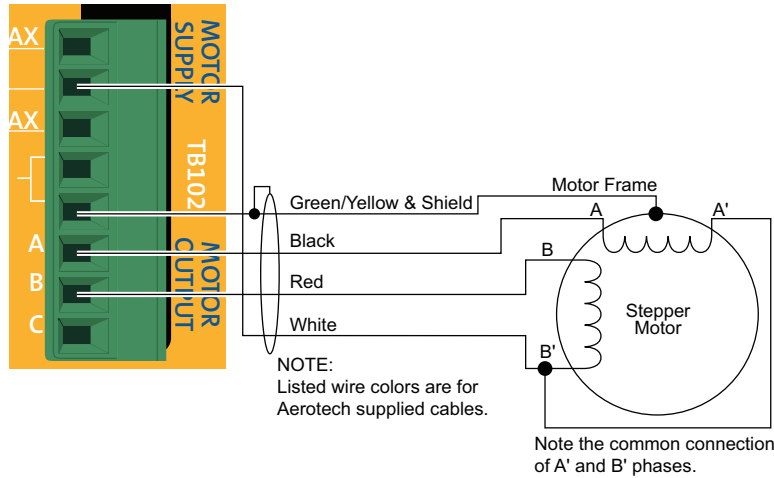 AX
AX
A
B
C
MOTOR
SUPPLY
TB102
MOTOR
OUTPUT
Green/Yellow & Shield
Black
Red
White
NOTE:
Listed wire colors are for
Aerotech supplied cables.
Motor Frame
A
A'
B
B'
Stepper
Motor
Note the common connection
of A' and B' phases.